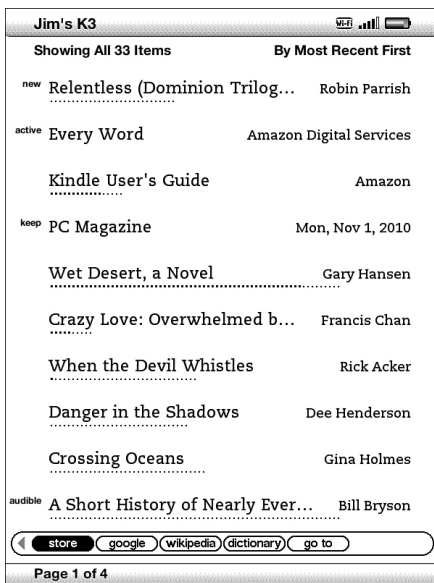 Jim's K3 Wi-Fi
Showing All 33 Items By Most Recent First
new Relentless (Dominion Trilog... Robin Parrish
active Every Word Amazon Digital Services
Kindle User's Guide Amazon
keep PC Magazine Mon, Nov 1, 2010
Wet Desert, a Novel Gary Hansen
Crazy Love: Overwhelmed b... Francis Chan
When the Devil Whistles Rick Acker
Danger in the Shadows Dee Henderson
Crossing Oceans Gina Holmes
audible A Short History of Nearly Ever... Bill Bryson
store google wikipedia dictionary go to
Page 1 of 4